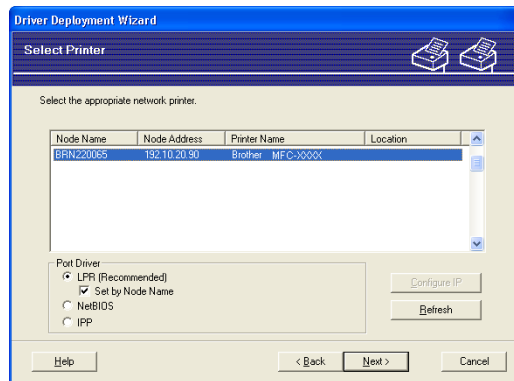 Driver Deployment Wizard
Select Printer
Select the appropriate network printer.
Node Name Node Address Printer Name Location
BRN220065 192.10.20.90 Brother MFC-XXXX
Port Driver
LPR (Recommended)
Set by Node Name
NetBIOS
IPP
Configure IP
Refresh
Help < Back Next > Cancel